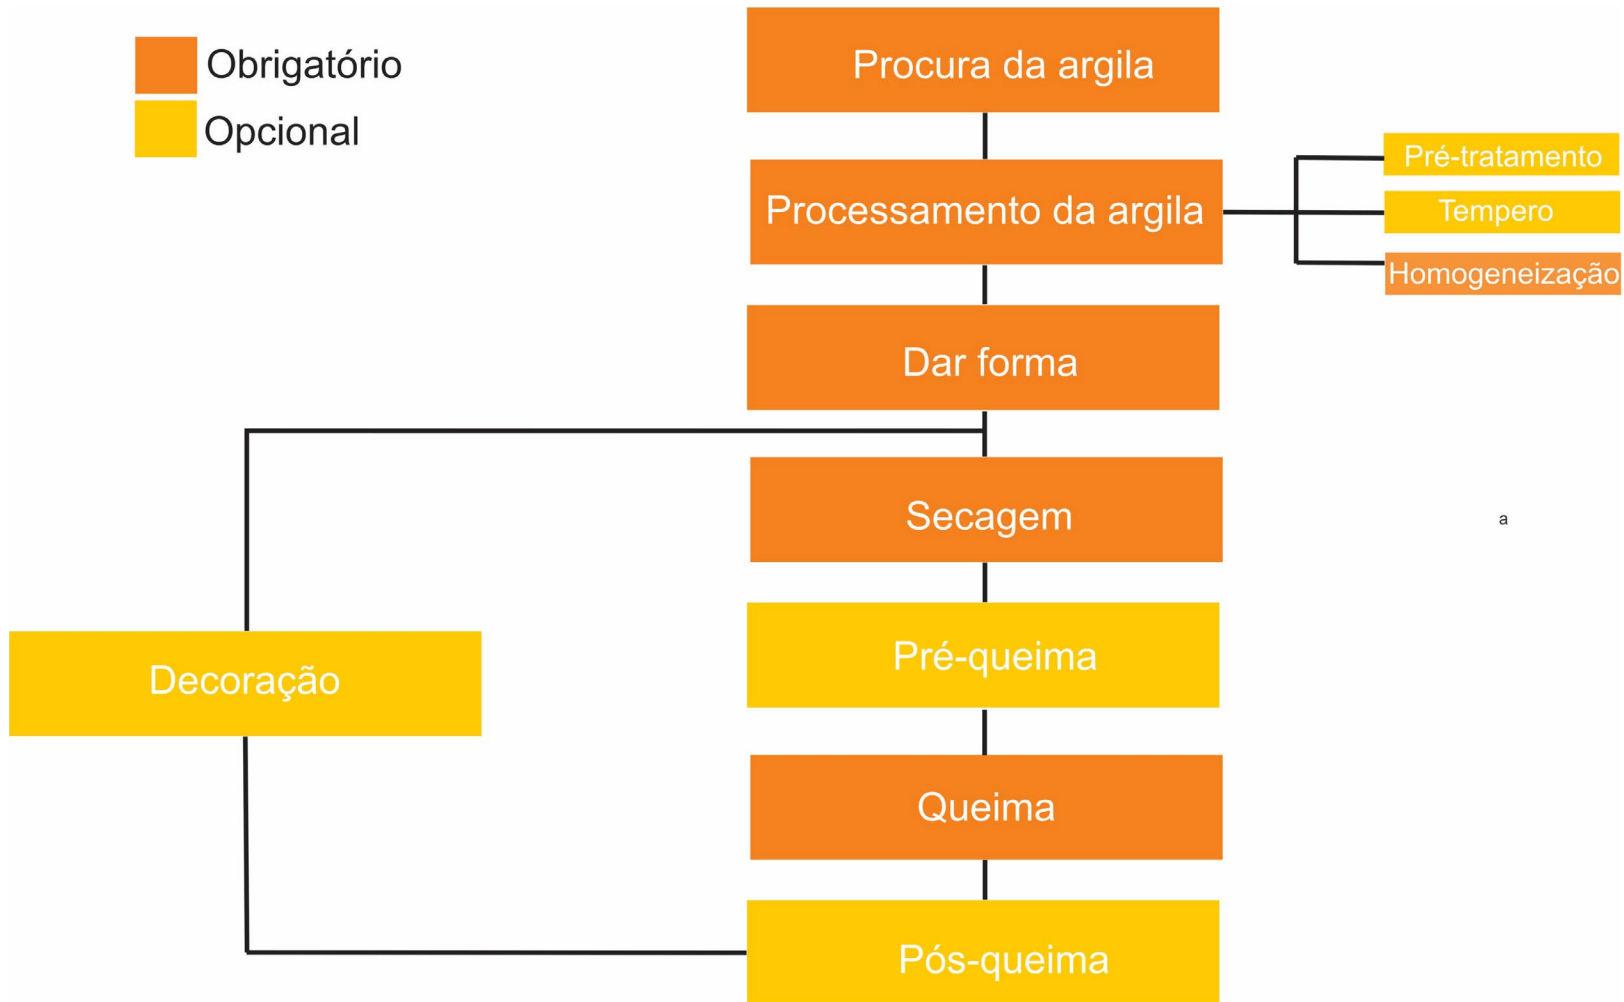 Obrigatório
Opcional
Procura da argila
Processamento da argila
Pré-tratamento
Tempero
Homogeneização
Dar forma
Secagem
a
Pré-queima
Decoração
Queima
Pós-queima